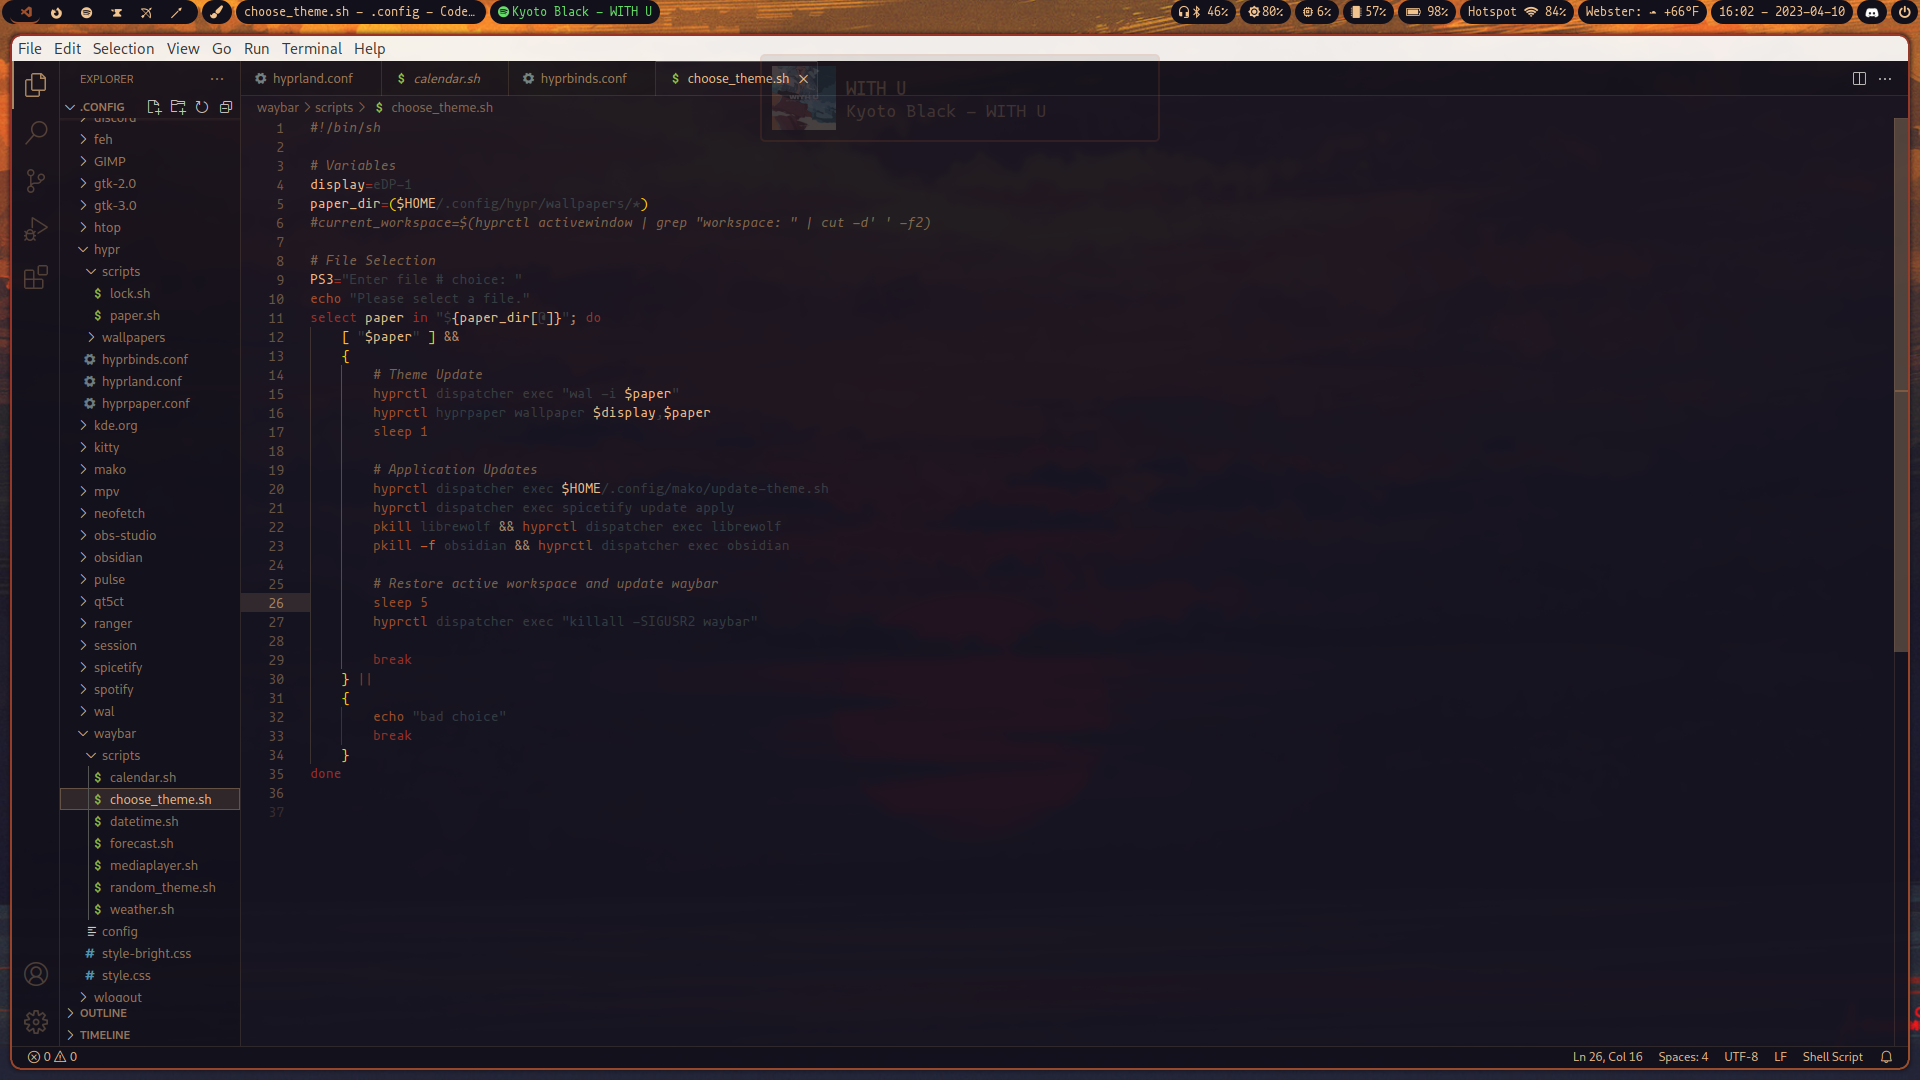 choose_theme.sh – .config – Code…
Kyoto Black – WITH U
46%
80%
6%
57%
98%
Hotspot 84%
Webster: +66°F
16:02 – 2023-04-10
File Edit Selection View Go Run Terminal Help
EXPLORER
hyprland.conf
calendar.sh
hyprbinds.conf
choose_theme.sh
WITH U
Kyoto Black – WITH U
.CONFIG
waybar > scripts > $ choose_theme.sh
discord
feh
GIMP
gtk-2.0
gtk-3.0
htop
hypr
scripts
lock.sh
paper.sh
wallpapers
hyprbinds.conf
hyprland.conf
hyprpaper.conf
kde.org
kitty
mako
mpv
neofetch
obs-studio
obsidian
pulse
qt5ct
ranger
session
spicetify
spotify
wal
waybar
scripts
calendar.sh
choose_theme.sh
datetime.sh
forecast.sh
mediaplayer.sh
random_theme.sh
weather.sh
config
style-bright.css
style.css
wlogout
OUTLINE
TIMELINE
1 #!/bin/sh
2
3 # Variables
4 display=eDP-1
5 paper_dir=($HOME/.config/hypr/wallpapers/*)
6 #current_workspace=$(hyprctl activewindow | grep "workspace: " | cut -d' ' -f2)
7
8 # File Selection
9 PS3="Enter file # choice: "
10 echo "Please select a file."
11 select paper in "${paper_dir[@]}"; do
12     [ "$paper" ] &&
13     {
14         # Theme Update
15         hyprctl dispatcher exec "wal -i $paper"
16         hyprctl hyprpaper wallpaper $display,$paper
17         sleep 1
18
19         # Application Updates
20         hyprctl dispatcher exec $HOME/.config/mako/update-theme.sh
21         hyprctl dispatcher exec spicetify update apply
22         pkill librewolf && hyprctl dispatcher exec librewolf
23         pkill -f obsidian && hyprctl dispatcher exec obsidian
24
25         # Restore active workspace and update waybar
26         sleep 5
27         hyprctl dispatcher exec "killall -SIGUSR2 waybar"
28
29         break
30     } ||
31     {
32         echo "bad choice"
33         break
34     }
35 done
36
37
0 0
Ln 26, Col 16
Spaces: 4
UTF-8
LF
Shell Script